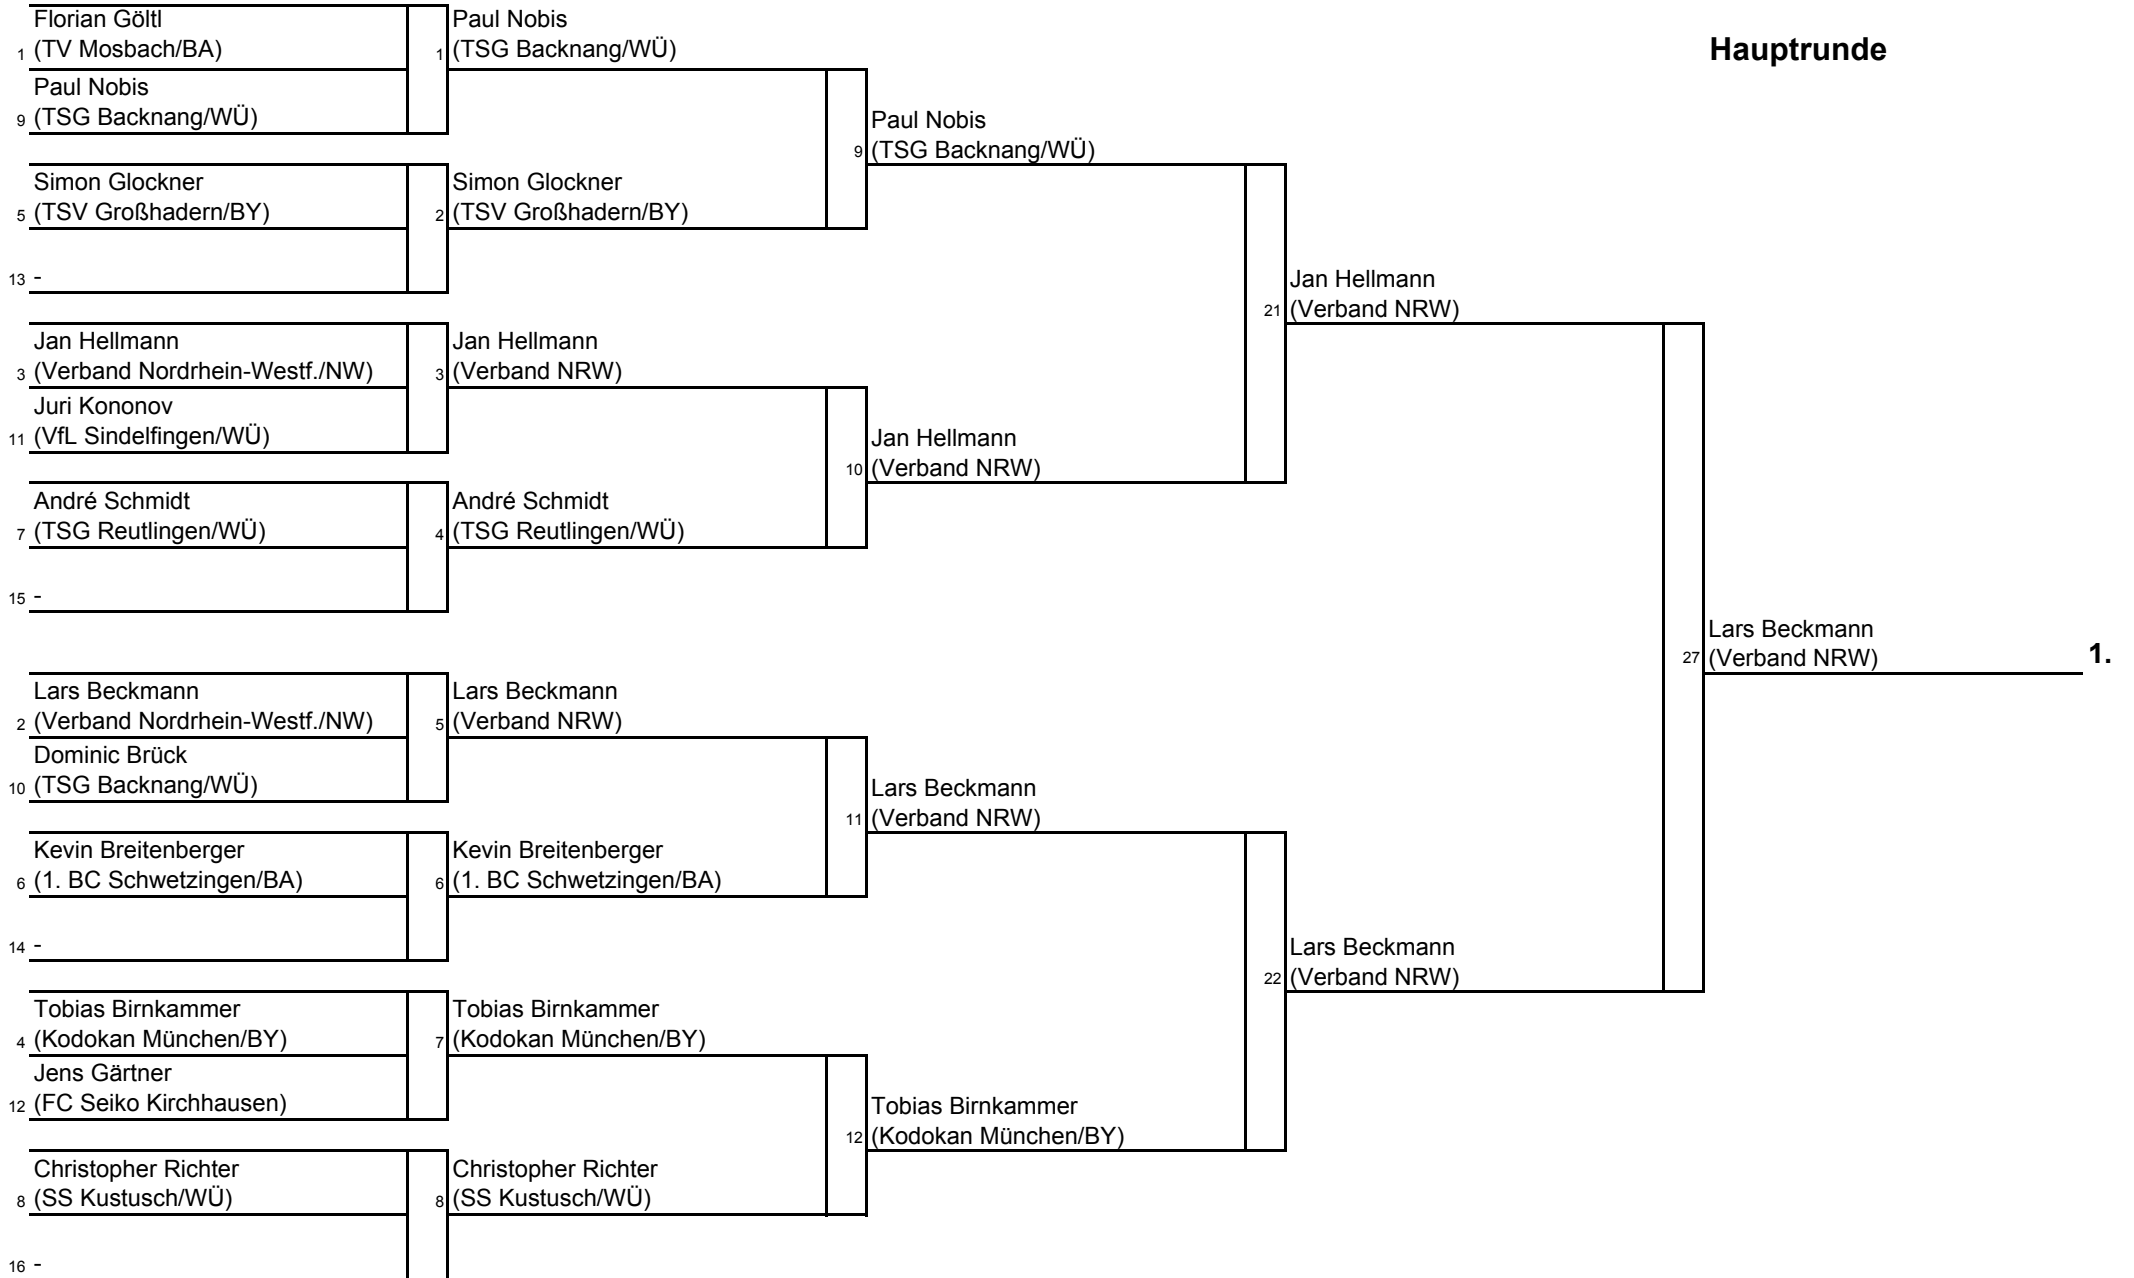 Hauptrunde
Florian Göltl
1 (TV Mosbach/BA)
Paul Nobis
9 (TSG Backnang/WÜ)
Simon Glockner
5 (TSV Großhadern/BY)
13 -
Jan Hellmann
3 (Verband Nordrhein-Westf./NW)
Juri Kononov
11 (VfL Sindelfingen/WÜ)
André Schmidt
7 (TSG Reutlingen/WÜ)
15 -
Lars Beckmann
2 (Verband Nordrhein-Westf./NW)
Dominic Brück
10 (TSG Backnang/WÜ)
Kevin Breitenberger
6 (1. BC Schwetzingen/BA)
14 -
Tobias Birnkammer
4 (Kodokan München/BY)
Jens Gärtner
12 (FC Seiko Kirchhausen)
Christopher Richter
8 (SS Kustusch/WÜ)
16 -
Paul Nobis
1 (TSG Backnang/WÜ)
Simon Glockner
2 (TSV Großhadern/BY)
Jan Hellmann
3 (Verband NRW)
André Schmidt
4 (TSG Reutlingen/WÜ)
Lars Beckmann
5 (Verband NRW)
Kevin Breitenberger
6 (1. BC Schwetzingen/BA)
Tobias Birnkammer
7 (Kodokan München/BY)
Christopher Richter
8 (SS Kustusch/WÜ)
Paul Nobis
9 (TSG Backnang/WÜ)
Jan Hellmann
10 (Verband NRW)
Lars Beckmann
11 (Verband NRW)
Tobias Birnkammer
12 (Kodokan München/BY)
Jan Hellmann
21 (Verband NRW)
Lars Beckmann
22 (Verband NRW)
Lars Beckmann
27 (Verband NRW) 1.